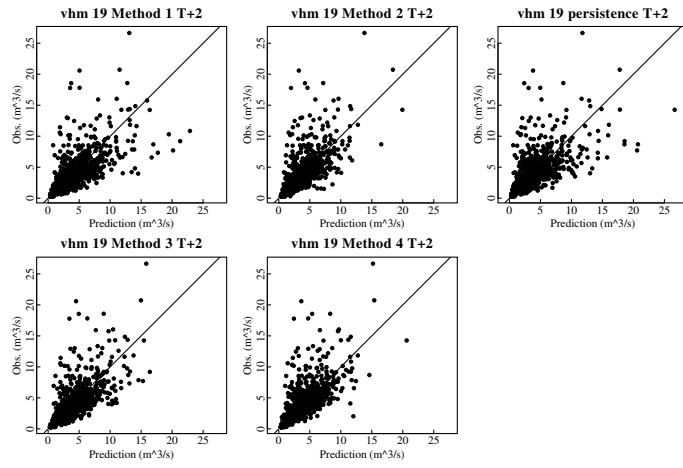 vhm 19 Method 1 T+2
Obs. (m^3/s)
0 5 10 15 20 25
0 5 10 15 20 25
Prediction (m^3/s)
vhm 19 Method 2 T+2
Obs. (m^3/s)
0 5 10 15 20 25
0 5 10 15 20 25
Prediction (m^3/s)
vhm 19 persistence T+2
Obs. (m^3/s)
0 5 10 15 20 25
0 5 10 15 20 25
Prediction (m^3/s)
vhm 19 Method 3 T+2
Obs. (m^3/s)
0 5 10 15 20 25
0 5 10 15 20 25
Prediction (m^3/s)
vhm 19 Method 4 T+2
Obs. (m^3/s)
0 5 10 15 20 25
0 5 10 15 20 25
Prediction (m^3/s)